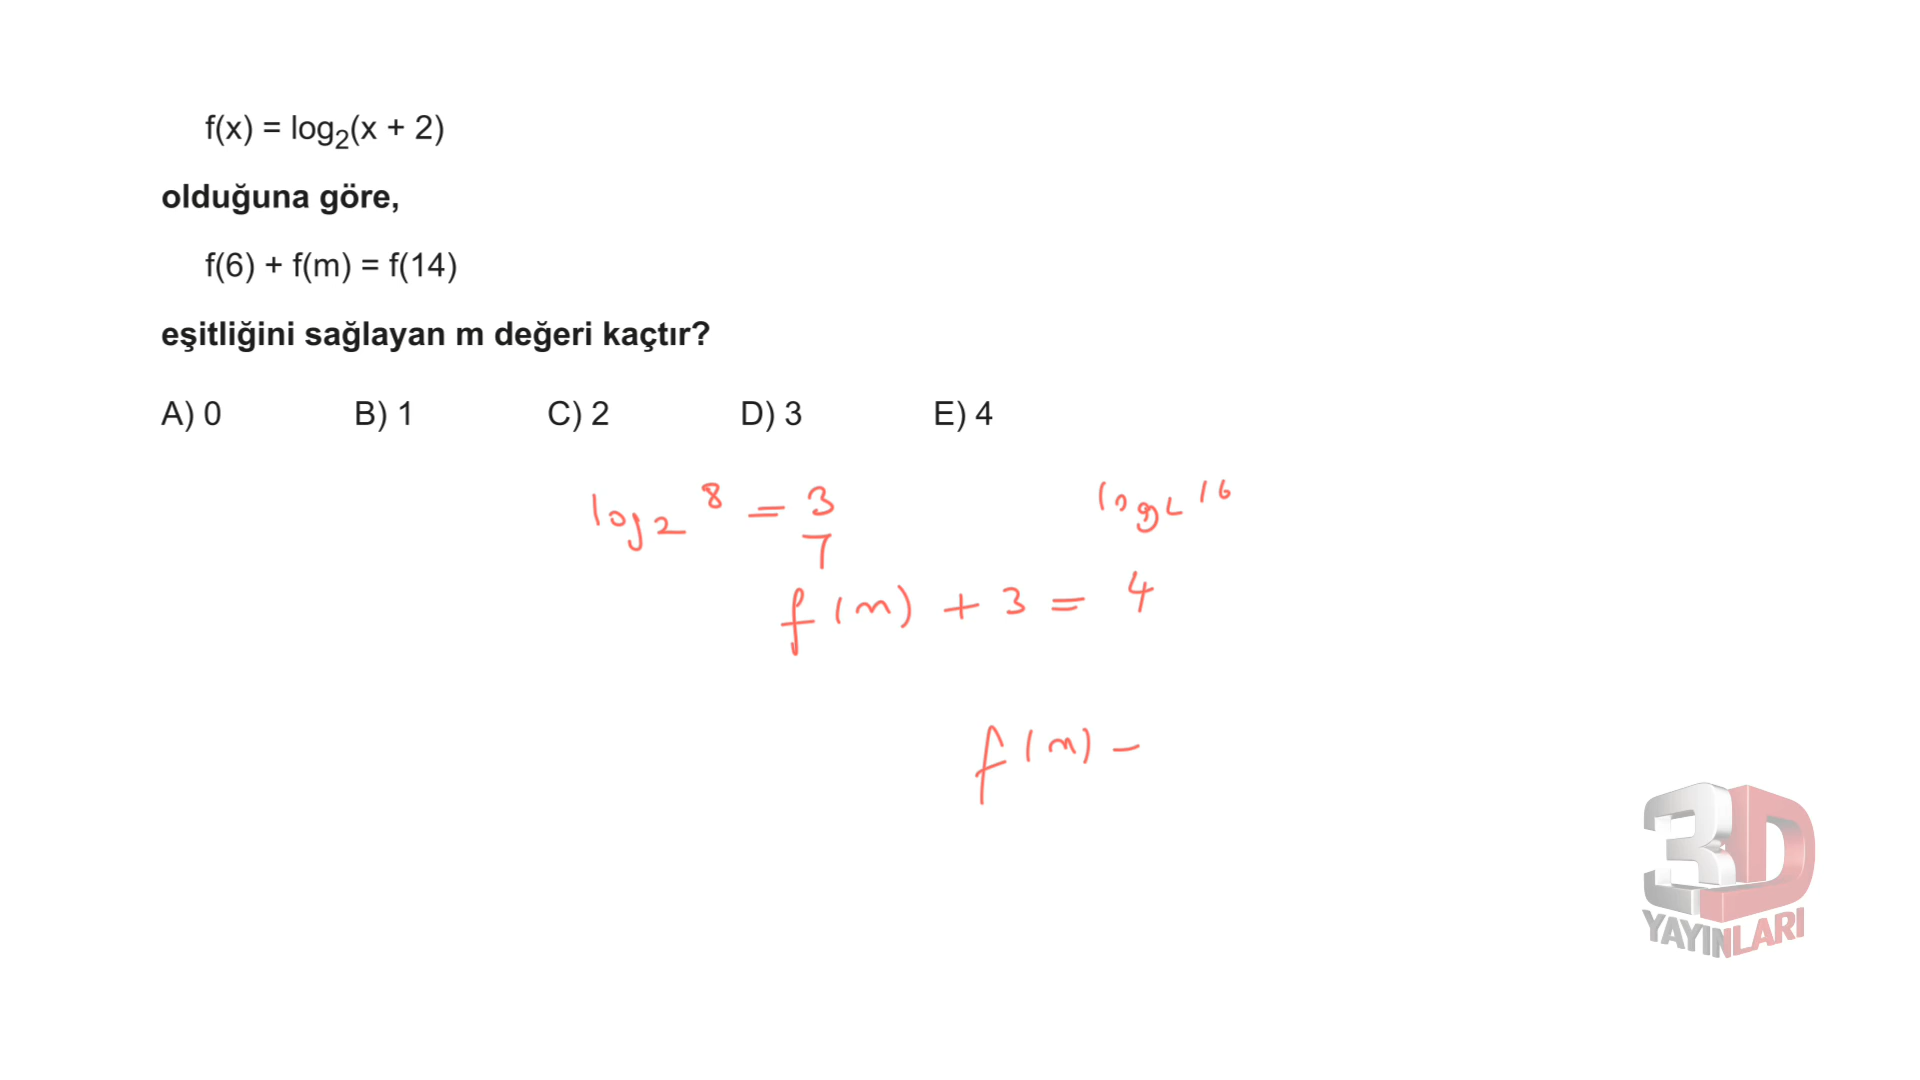 f(x) = log₂(x + 2)
olduğuna göre,
f(6) + f(m) = f(14)
eşitliğini sağlayan m değeri kaçtır?
A) 0 B) 1 C) 2 D) 3 E) 4
log₂ 8 = 3 log₂ 16
7
f(m) + 3 = 4
f(m) –
3D
YAYINLARI